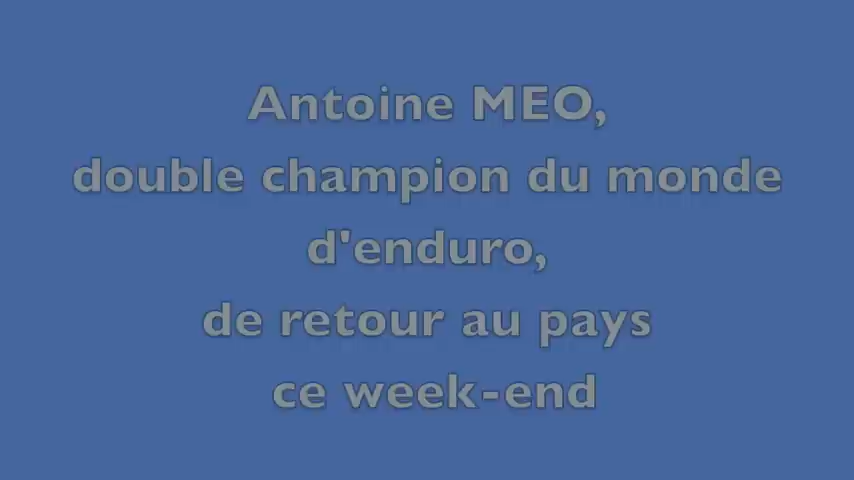 Antoine MEO,
double champion du monde
d'enduro,
de retour au pays
ce week-end